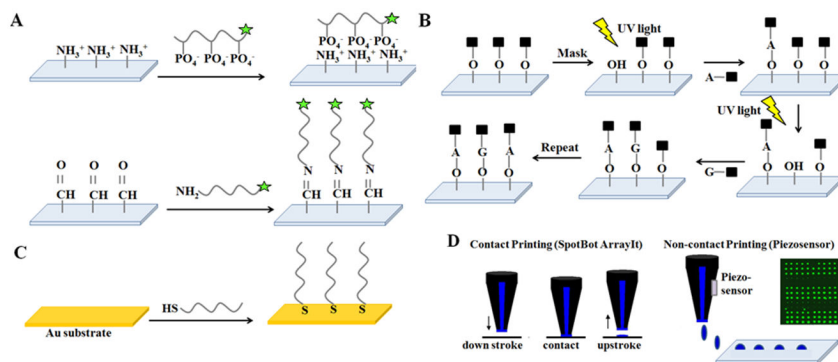 A
NH₃⁺ NH₃⁺ NH₃⁺
PO₄⁻ PO₄⁻ PO₄⁻
PO₄⁻ PO₄⁻ PO₄⁻
NH₃⁺ NH₃⁺ NH₃⁺
O O O
CH CH CH
NH₂
N N N
CH CH CH
B
O O O
Mask
UV light
OH O O
A
A
O O O
UV light
A
O OH O
G
A G
O O O
Repeat
A G A
O O O
C
Au substrate
HS
S S S
D
Contact Printing (SpotBot ArrayIt)
down stroke contact upstroke
Non-contact Printing (Piezosensor)
Piezo-
sensor